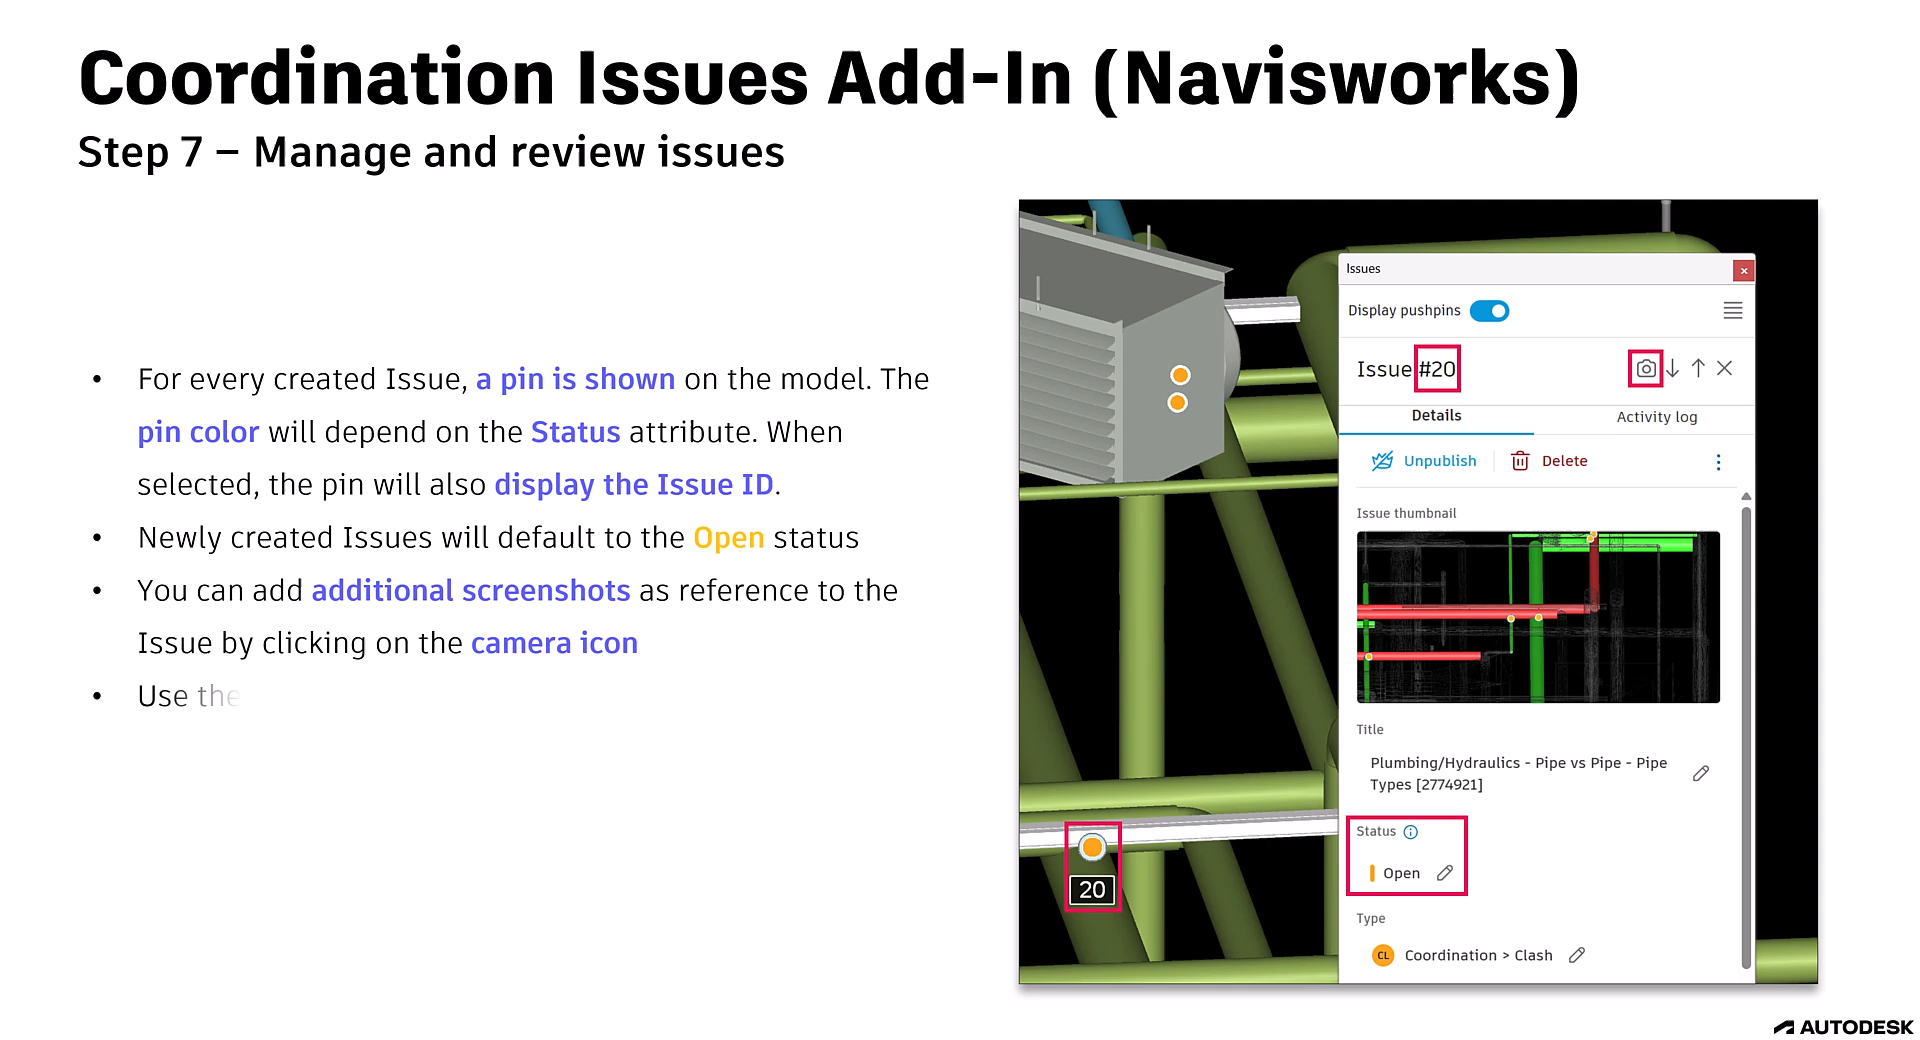 Coordination Issues Add-In (Navisworks)
Step 7 – Manage and review issues
• For every created Issue, a pin is shown on the model. The
pin color will depend on the Status attribute. When
selected, the pin will also display the Issue ID.
• Newly created Issues will default to the Open status
• You can add additional screenshots as reference to the
Issue by clicking on the camera icon
• Use the
20
Issues
Display pushpins
Issue #20
Details
Activity log
Unpublish
Delete
Issue thumbnail
Title
Plumbing/Hydraulics - Pipe vs Pipe - Pipe
Types [2774921]
Status
Open
Type
CL Coordination > Clash
AUTODESK